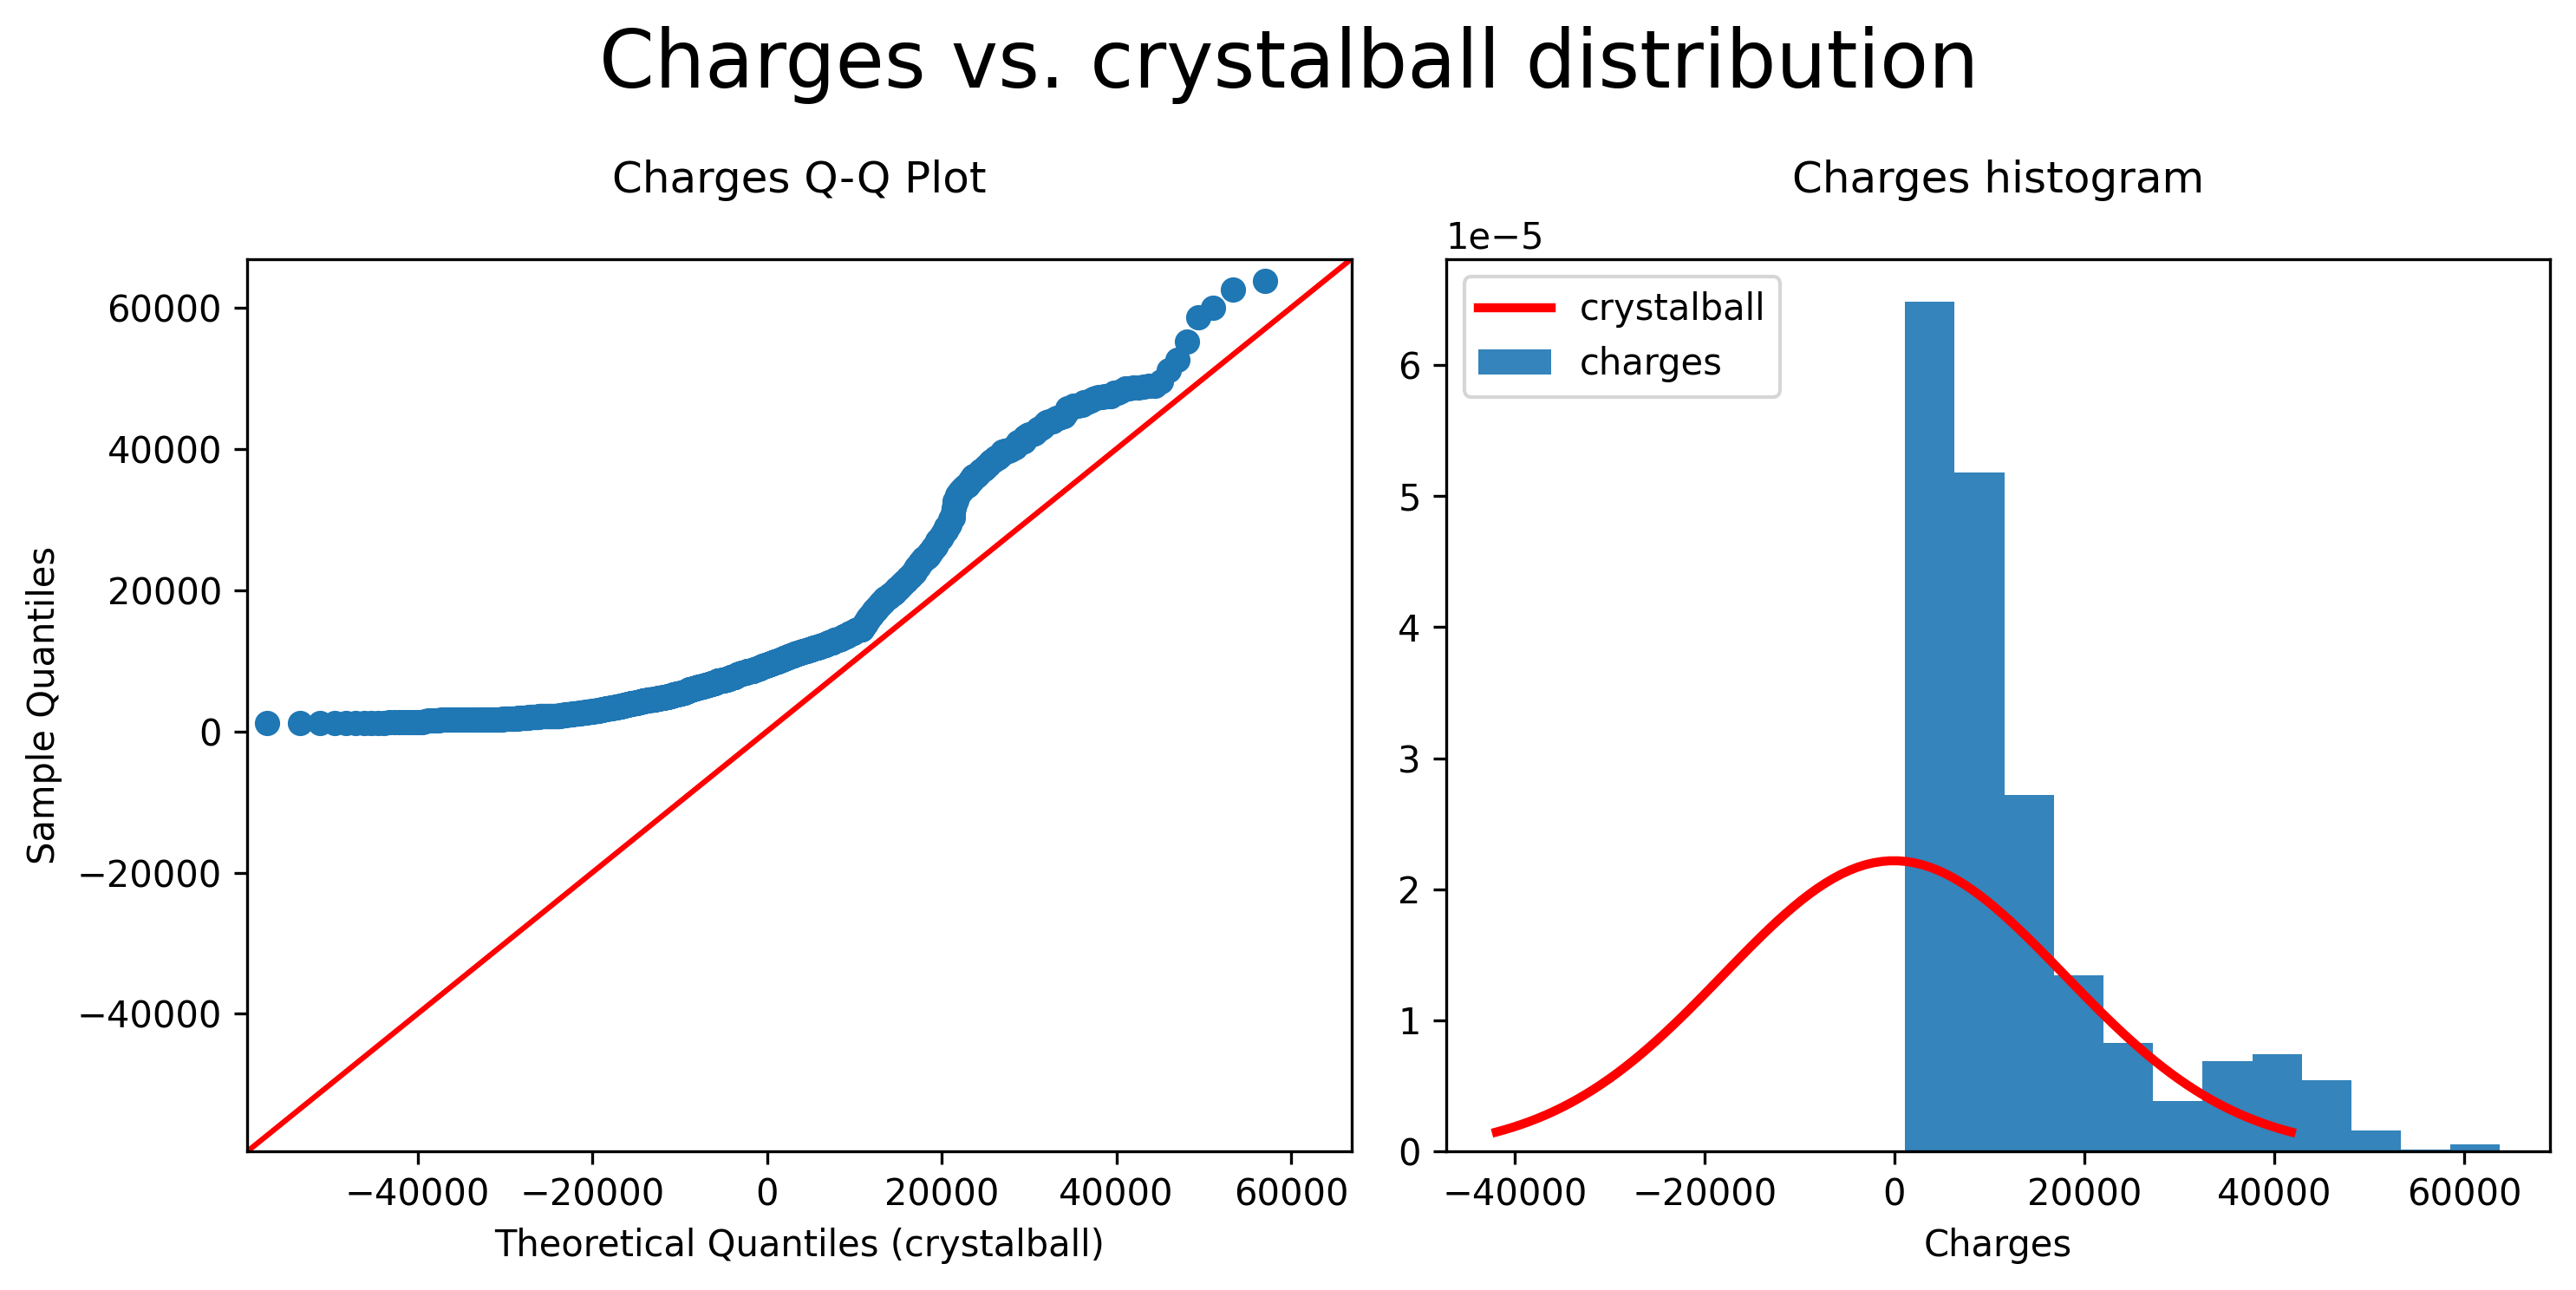 Charges vs. crystalball distribution
Charges Q-Q Plot
60000
40000
20000
0
−20000
−40000
Sample Quantiles
−40000 −20000 0 20000 40000 60000
Theoretical Quantiles (crystalball)
Charges histogram
1e−5
crystalball
charges
6
5
4
3
2
1
0
−40000 −20000 0 20000 40000 60000
Charges